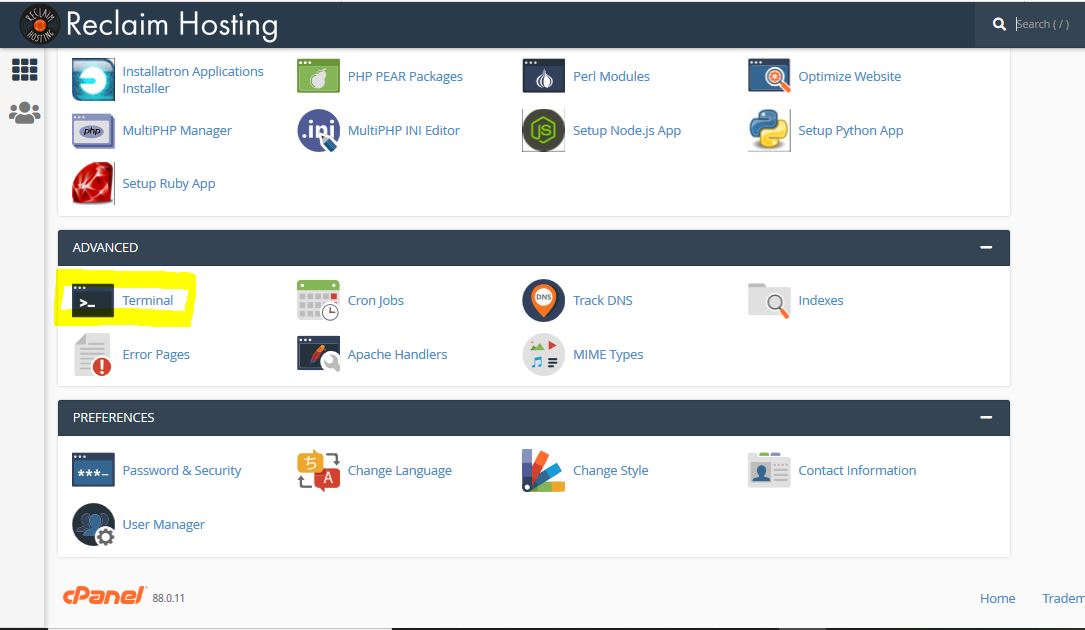 Reclaim Hosting
Search ( / )
Installatron Applications
Installer
PHP PEAR Packages
Perl Modules
Optimize Website
php
MultiPHP Manager
.ini
MultiPHP INI Editor
JS
Setup Node.js App
Setup Python App
Setup Ruby App
ADVANCED
>_ Terminal
Cron Jobs
DNS
Track DNS
Indexes
Error Pages
Apache Handlers
MIME Types
PREFERENCES
***_
Password & Security
ち
A
Change Language
Change Style
Contact Information
User Manager
cPanel 88.0.11
Home
Tradem